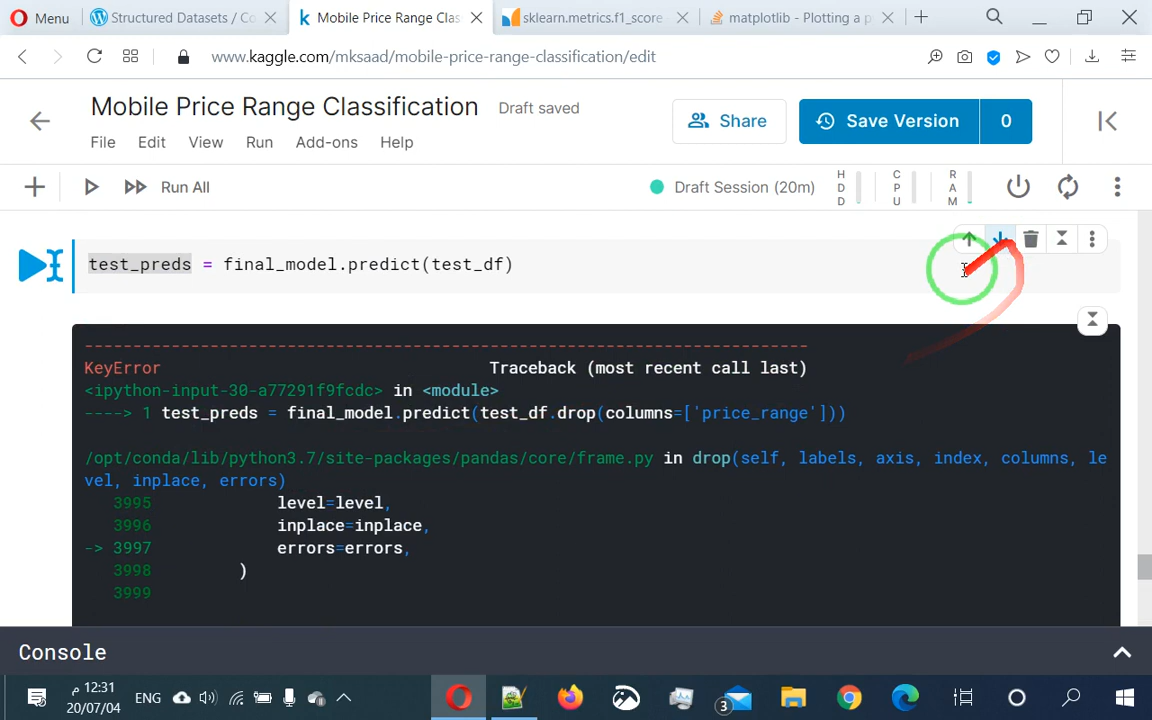 Menu
Structured Datasets / Co
Mobile Price Range Clas
sklearn.metrics.f1_score
matplotlib - Plotting a p
www.kaggle.com/mksaad/mobile-price-range-classification/edit
Mobile Price Range Classification
Draft saved
Share
Save Version
0
File Edit View Run Add-ons Help
Run All
Draft Session (20m)
HDD
CPU
RAM
test_preds = final_model.predict(test_df)
---------------------------------------------------------------------------
KeyError Traceback (most recent call last)
<ipython-input-30-a77291f9fcdc> in <module>
----> 1 test_preds = final_model.predict(test_df.drop(columns=['price_range']))
/opt/conda/lib/python3.7/site-packages/pandas/core/frame.py in drop(self, labels, axis, index, columns, le
vel, inplace, errors)
3995 level=level,
3996 inplace=inplace,
-> 3997 errors=errors,
3998 )
3999
Console
12:31 م
20/07/04
ENG
3